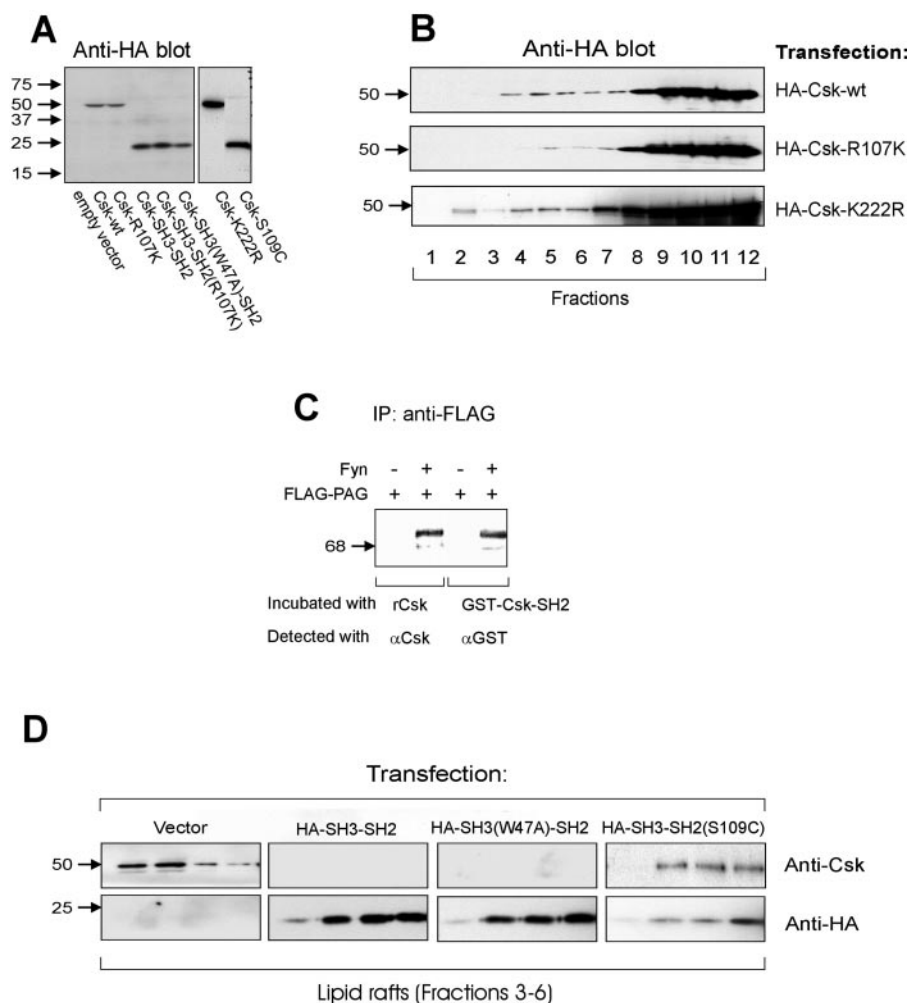 A
Anti-HA blot
75
50
37
25
15
empty vector
Csk-wt
Csk-R107K
Csk-SH3-SH2
Csk-SH3-SH2(R107K)
Csk-SH3(W47A)-SH2
Csk-K222R
Csk-S109C
B
Anti-HA blot
Transfection:
50
HA-Csk-wt
50
HA-Csk-R107K
50
HA-Csk-K222R
1 2 3 4 5 6 7 8 9 10 11 12
Fractions
C
IP: anti-FLAG
Fyn - + - +
FLAG-PAG + + + +
68
Incubated with rCsk GST-Csk-SH2
Detected with αCsk αGST
D
Transfection:
Vector HA-SH3-SH2 HA-SH3(W47A)-SH2 HA-SH3-SH2(S109C)
50 Anti-Csk
25 Anti-HA
Lipid rafts (Fractions 3-6)